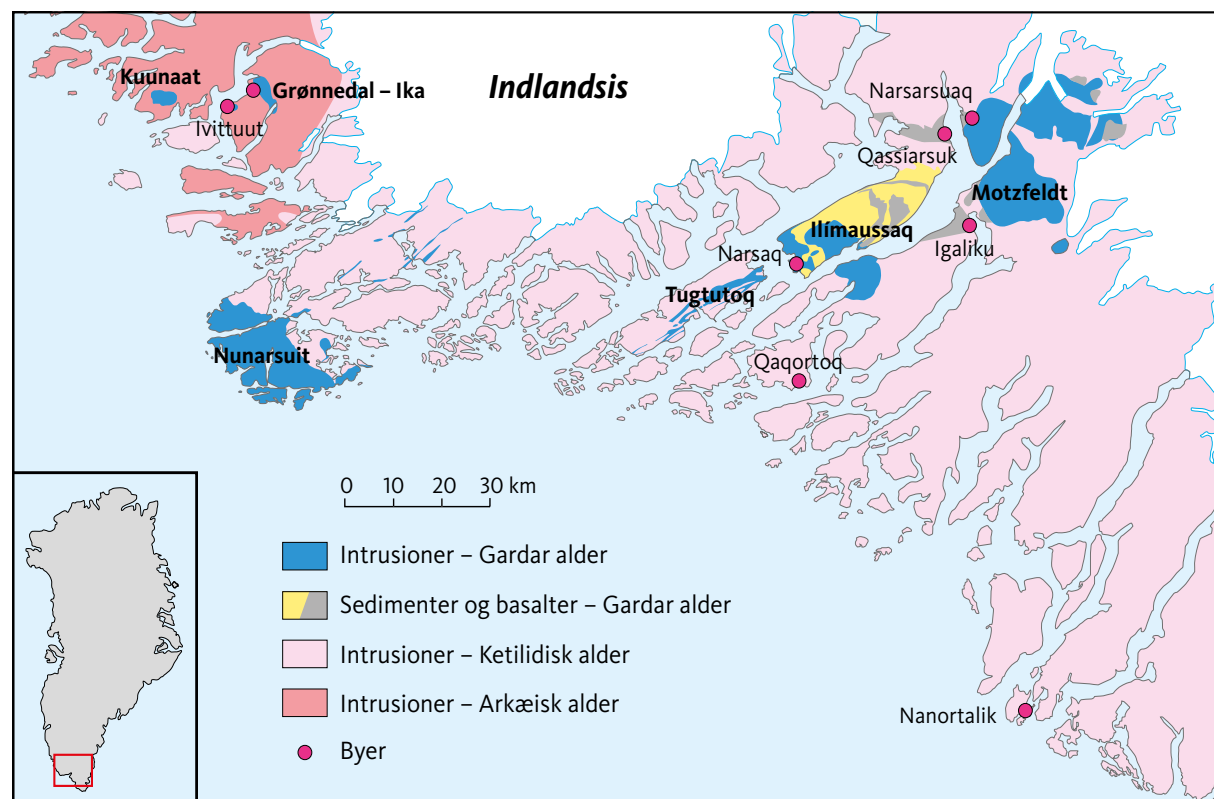 Kuunaat
Grønnedal – Ika
Ivittuut
Indlandsis
Narsarsuaq
Qassiarsuk
Motzfeldt
Ilímaussaq
Igaliku
Narsaq
Tugtutoq
Nunarsuit
Qaqortoq
0 10 20 30 km
Intrusioner – Gardar alder
Sedimenter og basalter – Gardar alder
Intrusioner – Ketilidisk alder
Intrusioner – Arkæisk alder
Byer
Nanortalik